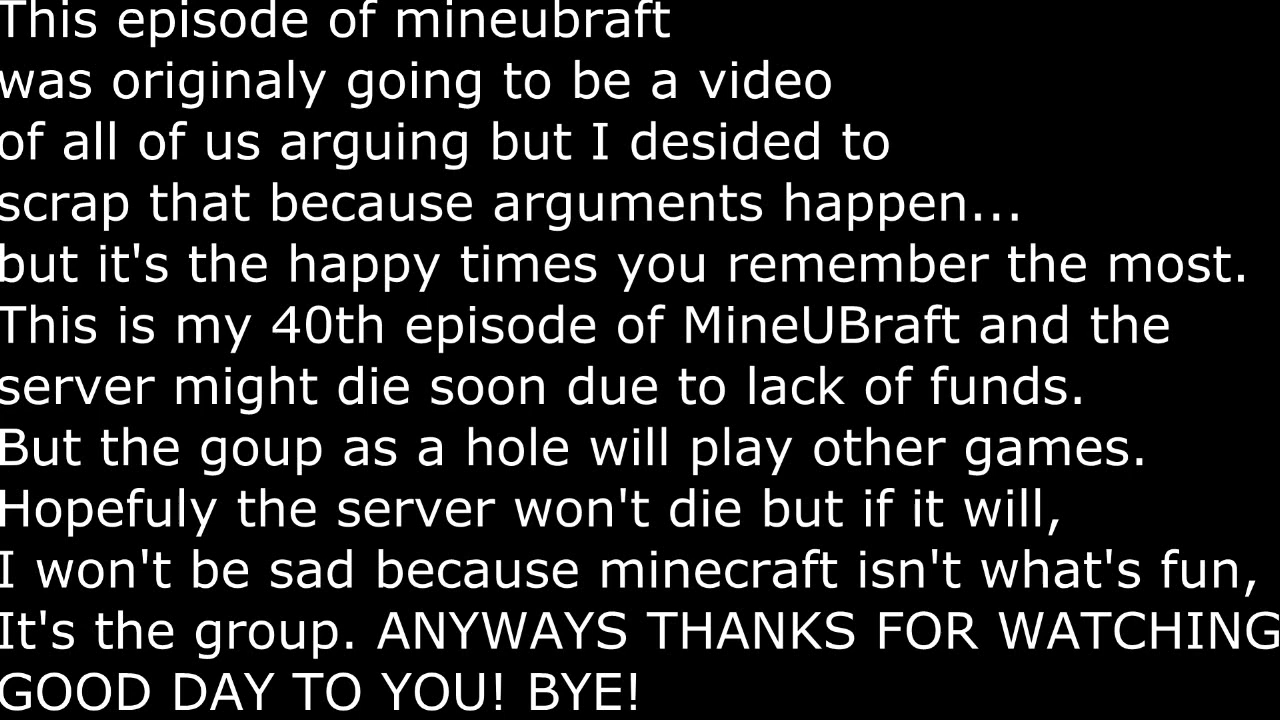 This episode of mineubraft
was originaly going to be a video
of all of us arguing but I desided to
scrap that because arguments happen...
but it's the happy times you remember the most.
This is my 40th episode of MineUBraft and the
server might die soon due to lack of funds.
But the goup as a hole will play other games.
Hopefuly the server won't die but if it will,
I won't be sad because minecraft isn't what's fun,
It's the group. ANYWAYS THANKS FOR WATCHING
GOOD DAY TO YOU! BYE!